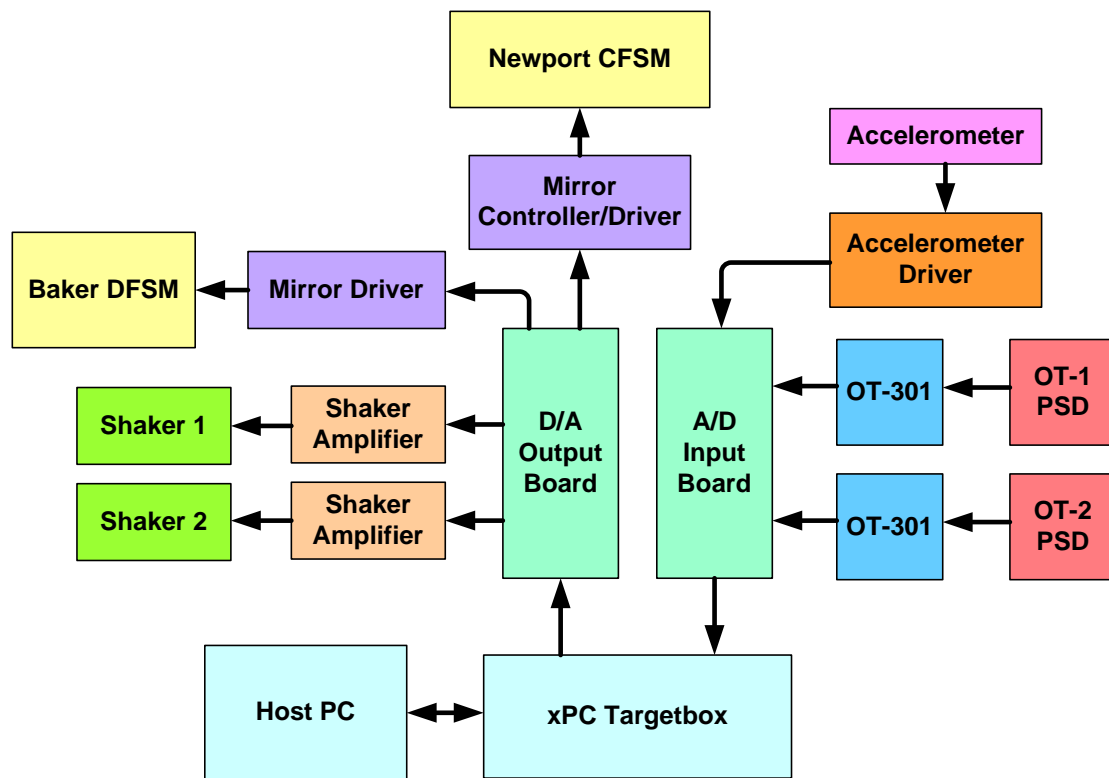 Newport CFSM
Accelerometer
Mirror
Controller/Driver
Accelerometer
Driver
Baker DFSM
Mirror Driver
Shaker 1
Shaker
Amplifier
D/A
Output
Board
A/D
Input
Board
OT-301
OT-1
PSD
Shaker 2
Shaker
Amplifier
OT-301
OT-2
PSD
Host PC
xPC Targetbox